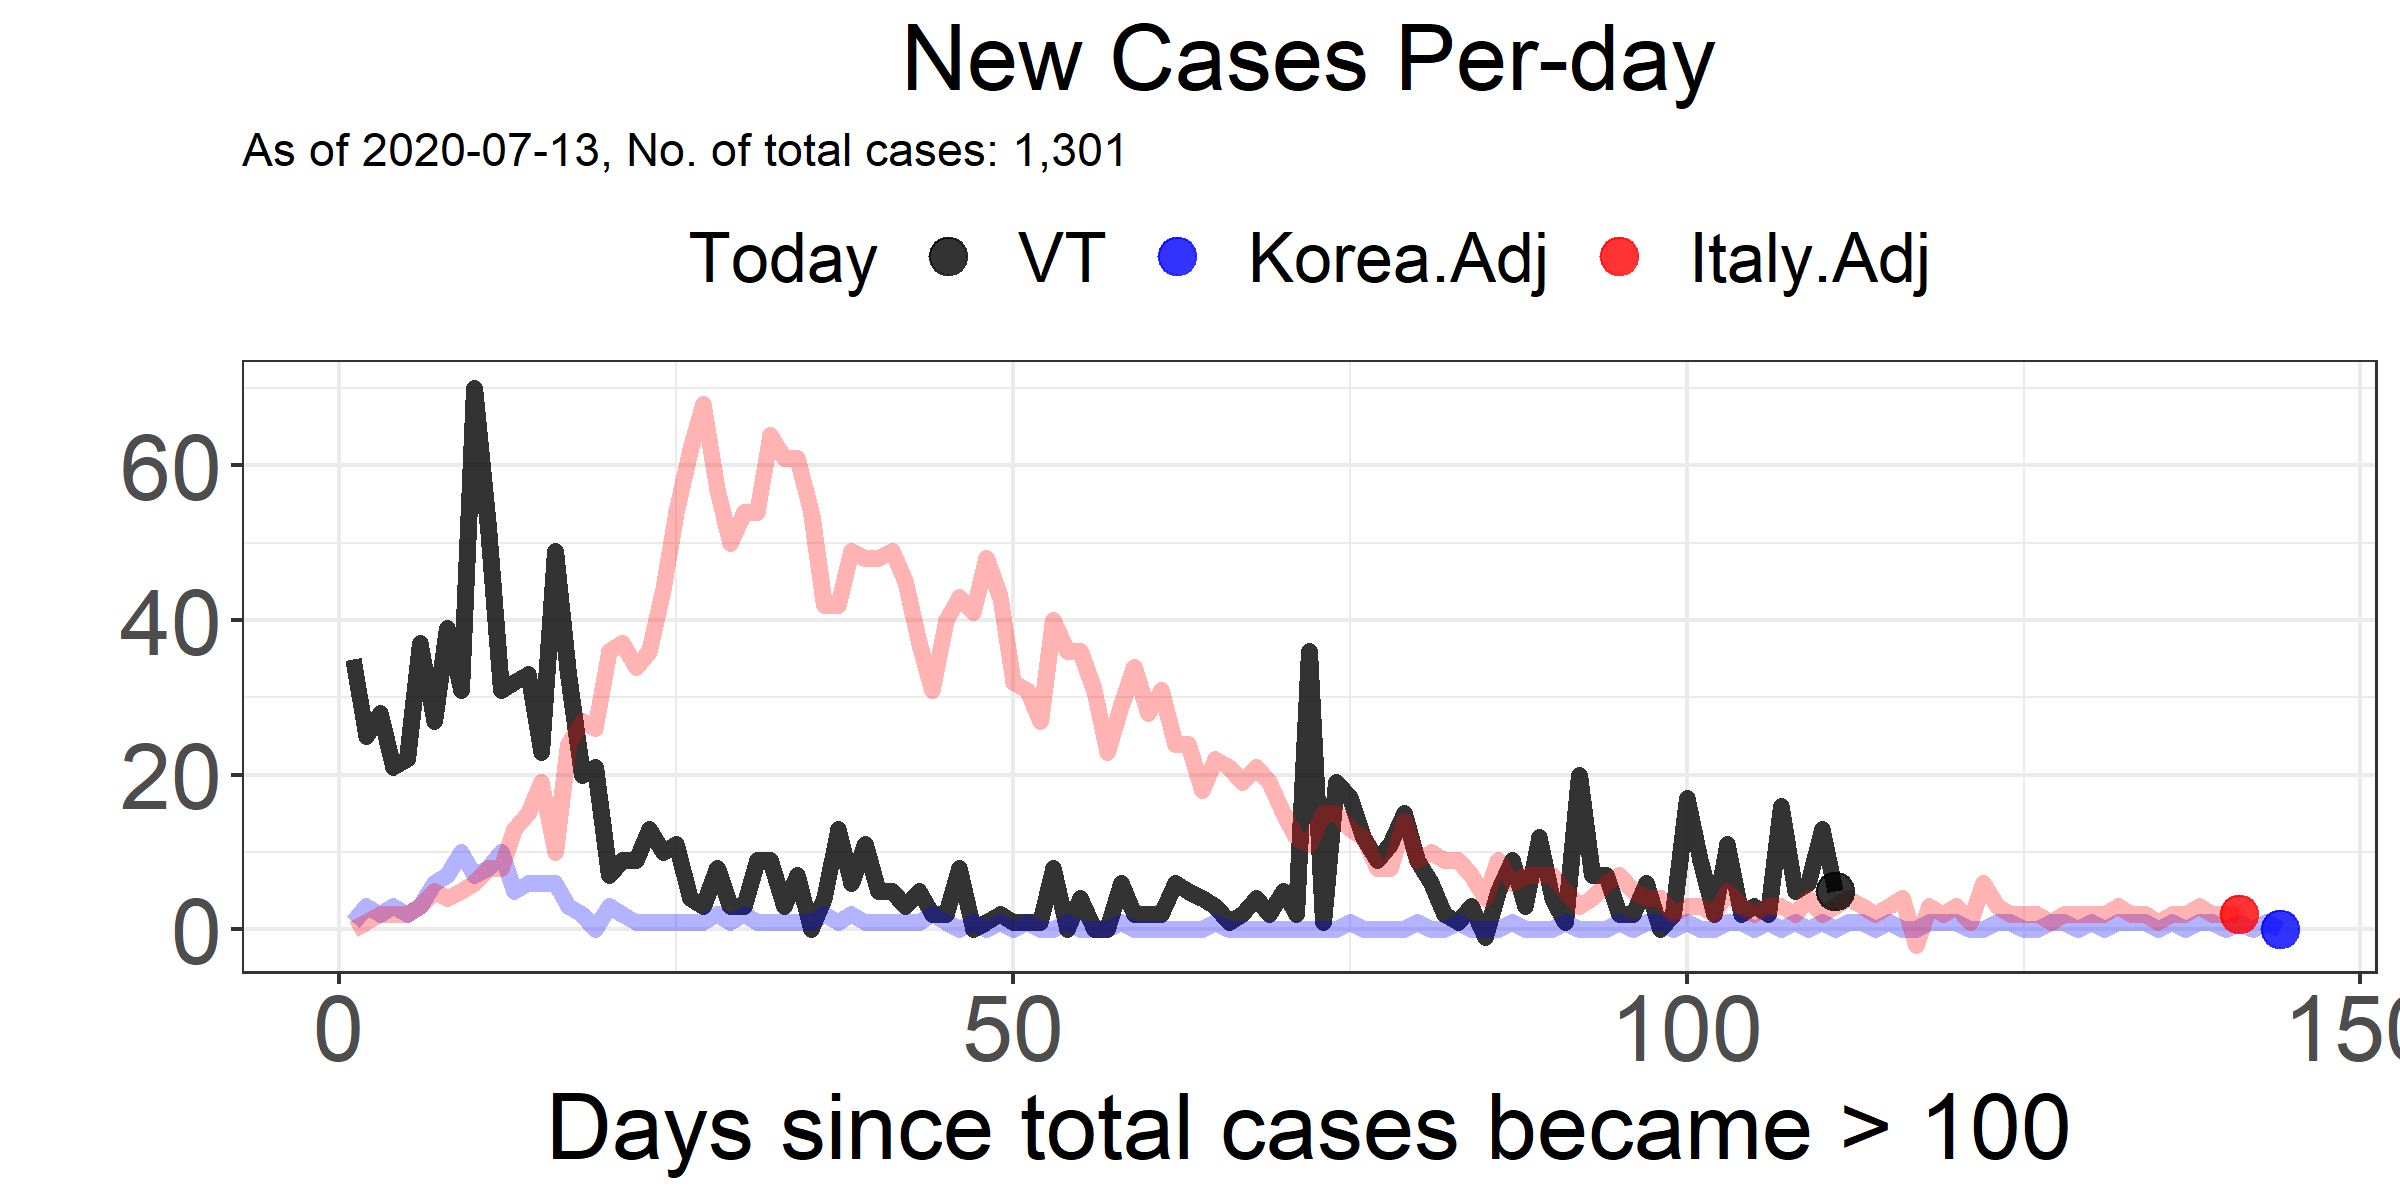 New Cases Per-day
As of 2020-07-13, No. of total cases: 1,301
Today VT Korea.Adj Italy.Adj
60
40
20
0
0 50 100 150
Days since total cases became > 100